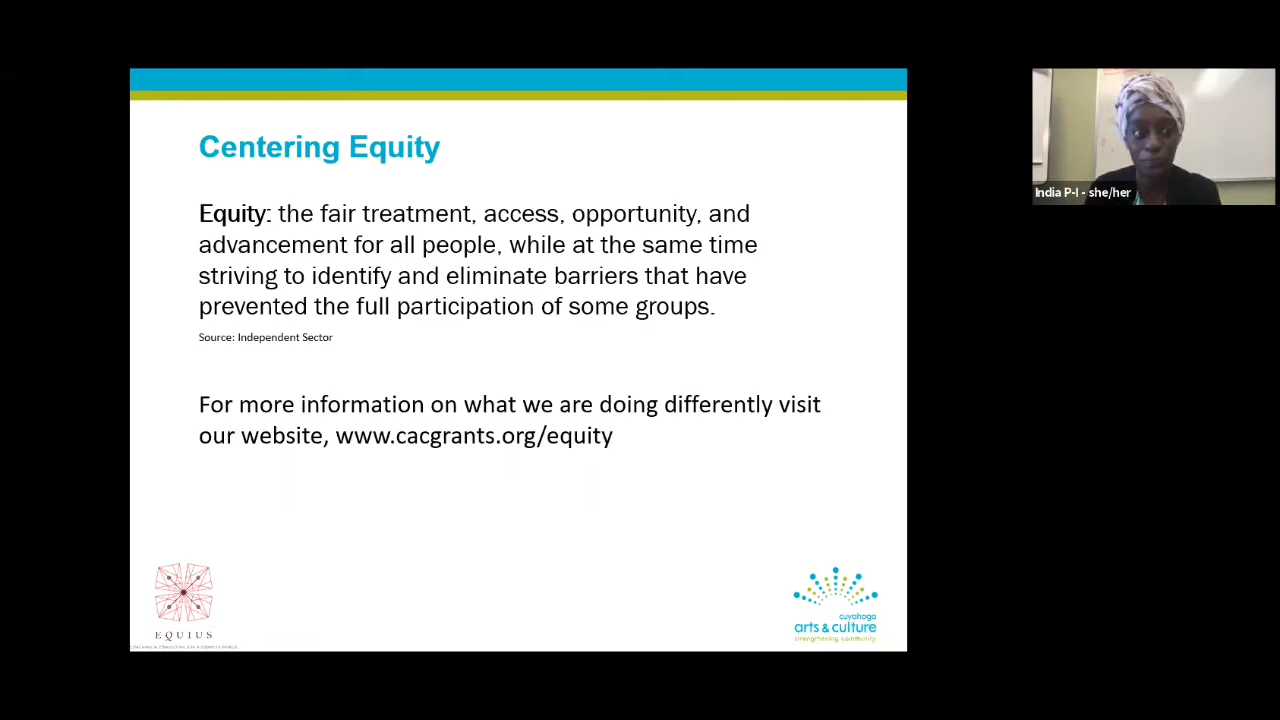 Centering Equity
Equity: the fair treatment, access, opportunity, and
advancement for all people, while at the same time
striving to identify and eliminate barriers that have
prevented the full participation of some groups.
Source: Independent Sector
For more information on what we are doing differently visit
our website, www.cacgrants.org/equity
EQUIUS
cuyahoga
arts & culture
strengthening community
India P-I - she/her